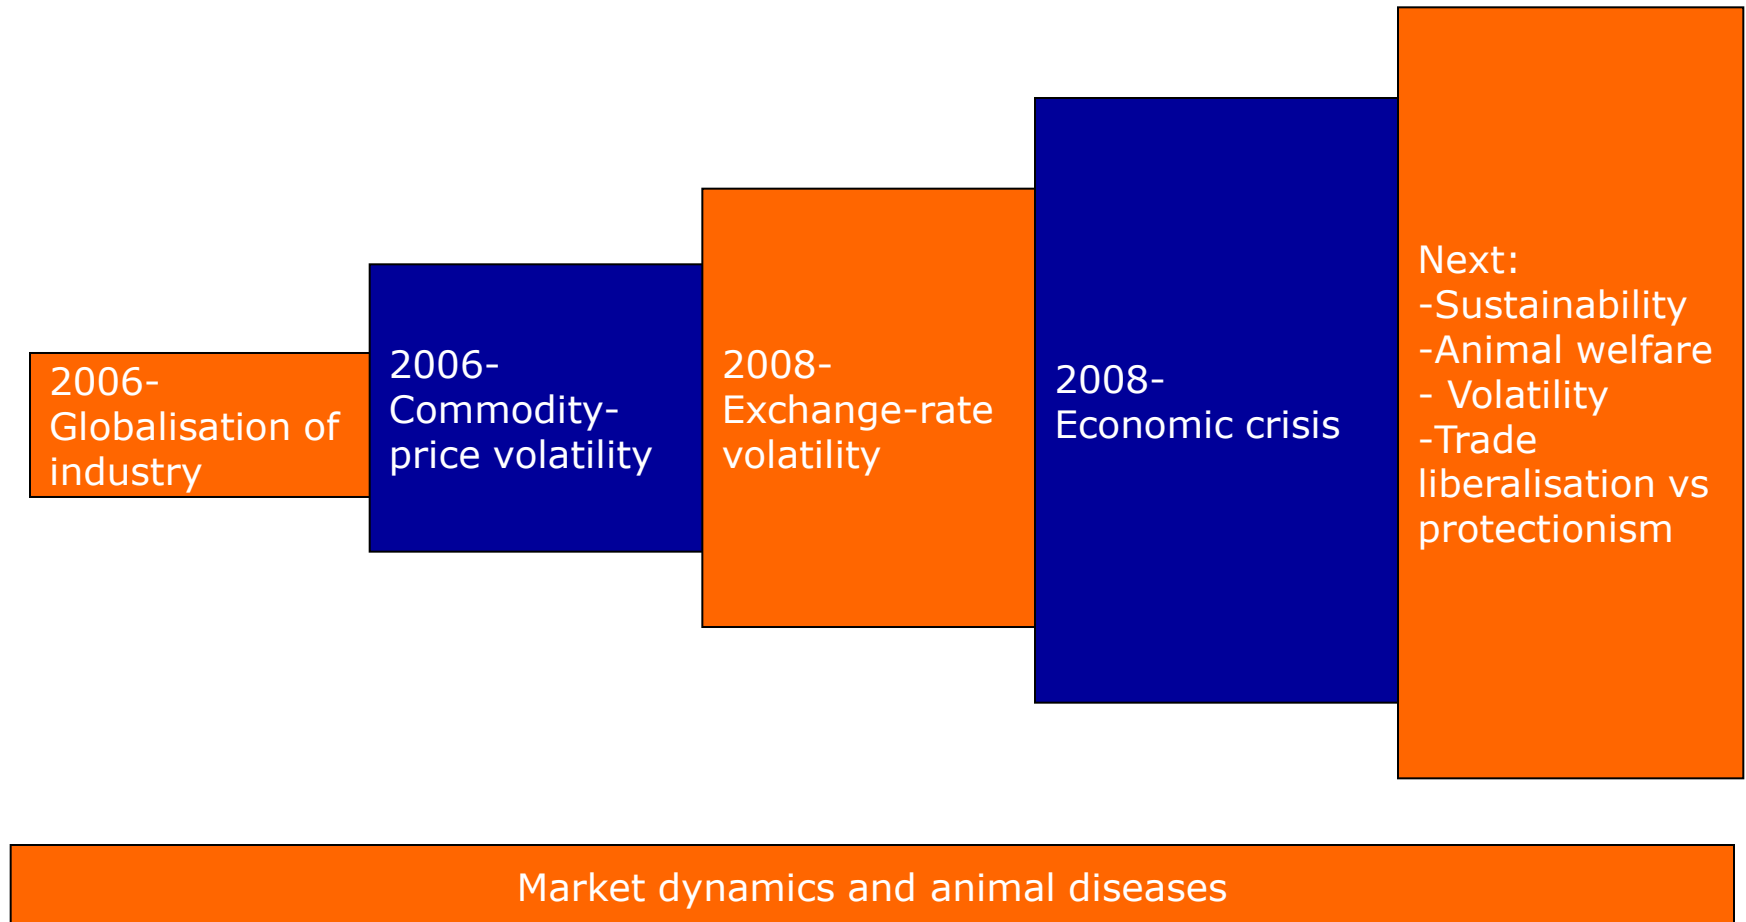 2006-
Globalisation of
industry
2006-
Commodity-
price volatility
2008-
Exchange-rate
volatility
2008-
Economic crisis
Next:
-Sustainability
-Animal welfare
- Volatility
-Trade
liberalisation vs
protectionism
Market dynamics and animal diseases